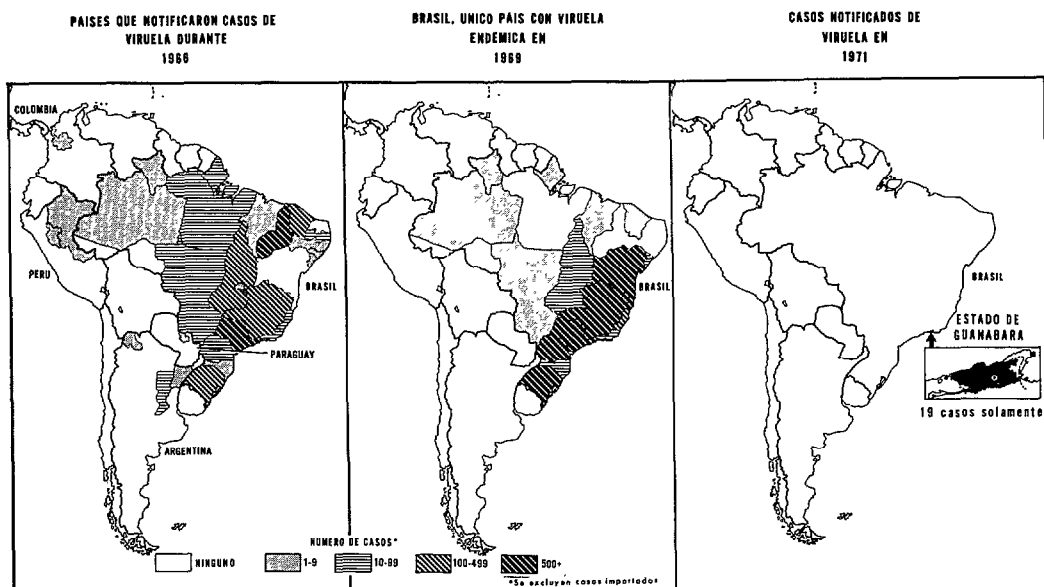 PAISES QUE NOTIFICARON CASOS DE
VIRUELA DURANTE
1966
BRASIL, UNICO PAIS CON VIRUELA
ENDEMICA EN
1969
CASOS NOTIFICADOS DE
VIRUELA EN
1971
COLOMBIA
PERU
BRASIL
PARAGUAY
ARGENTINA
BRASIL
BRASIL
ESTADO DE
GUANABARA
19 casos solamente
NUMERO DE CASOS*
NINGUNO
1-9
10-99
100-499
500+
*Se excluyen casos importados